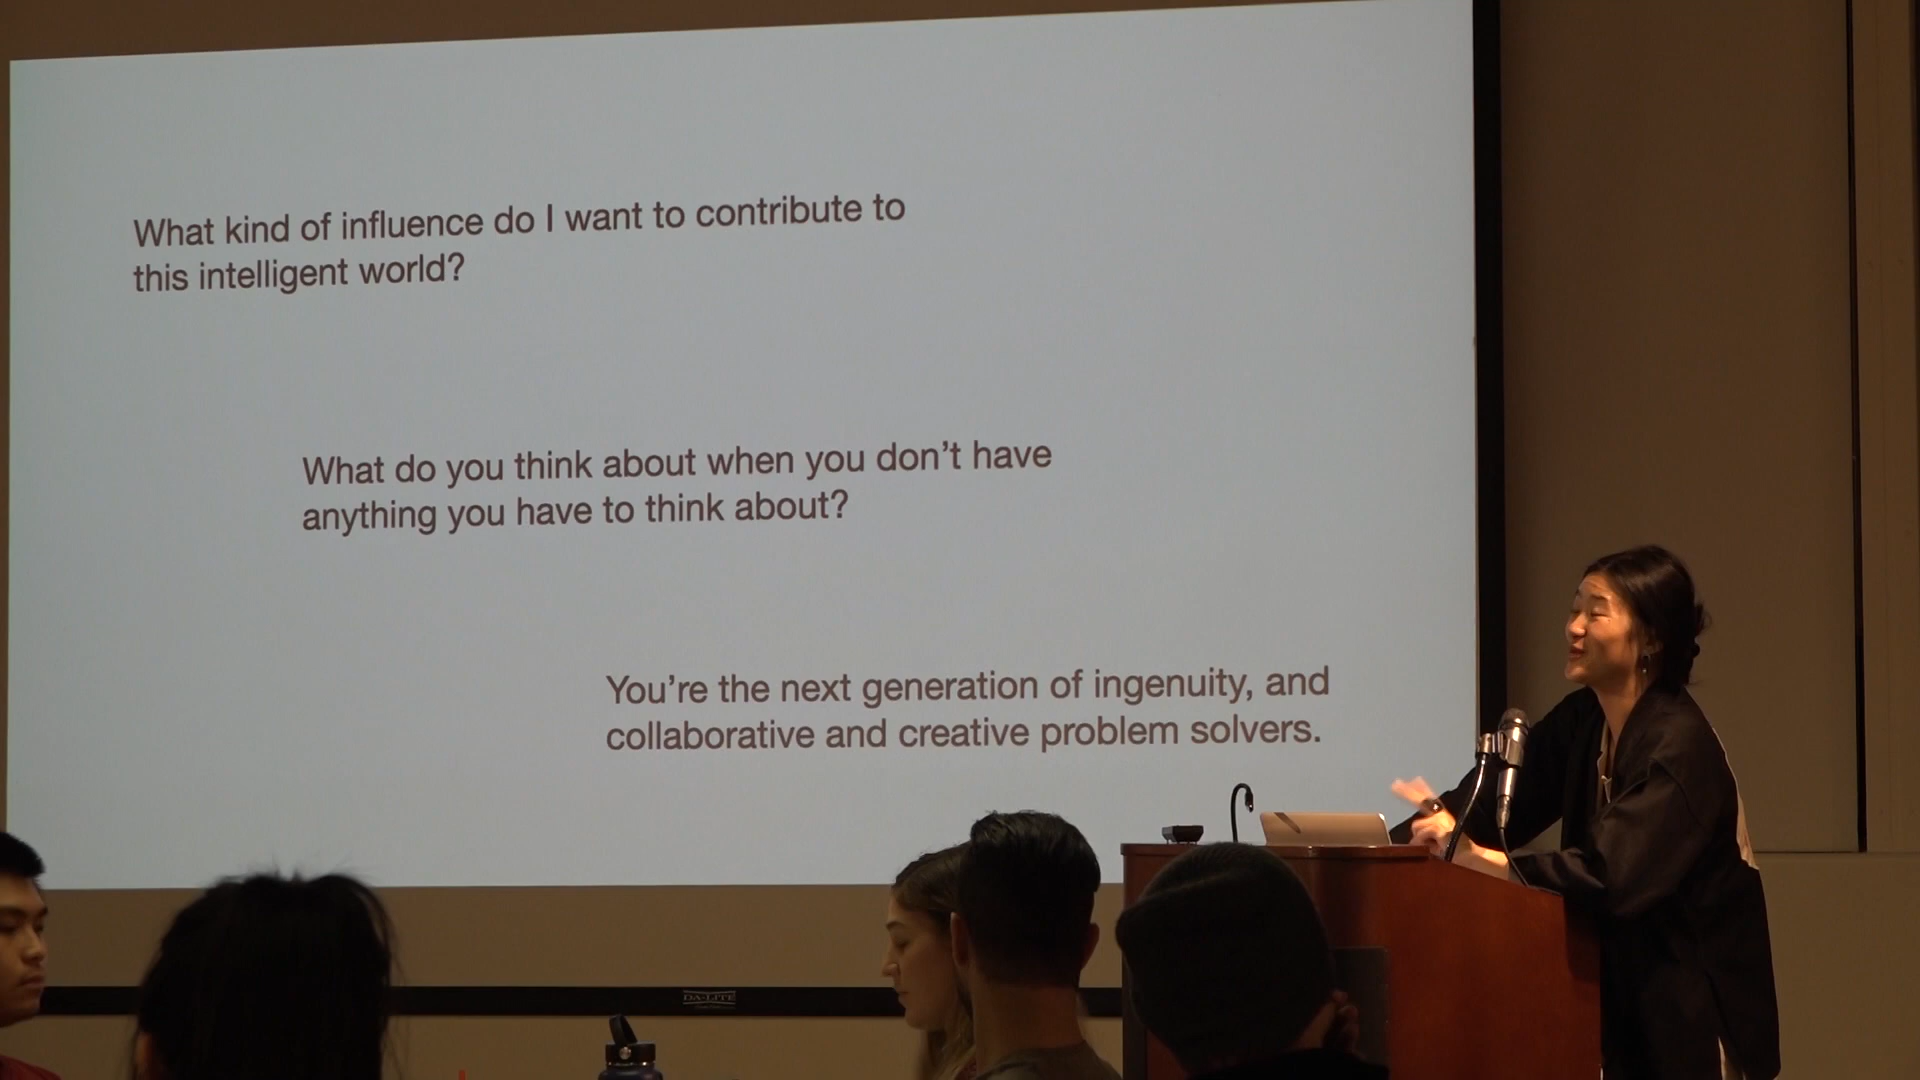 What kind of influence do I want to contribute to
this intelligent world?
What do you think about when you don't have
anything you have to think about?
You're the next generation of ingenuity, and
collaborative and creative problem solvers.
DA-LITE